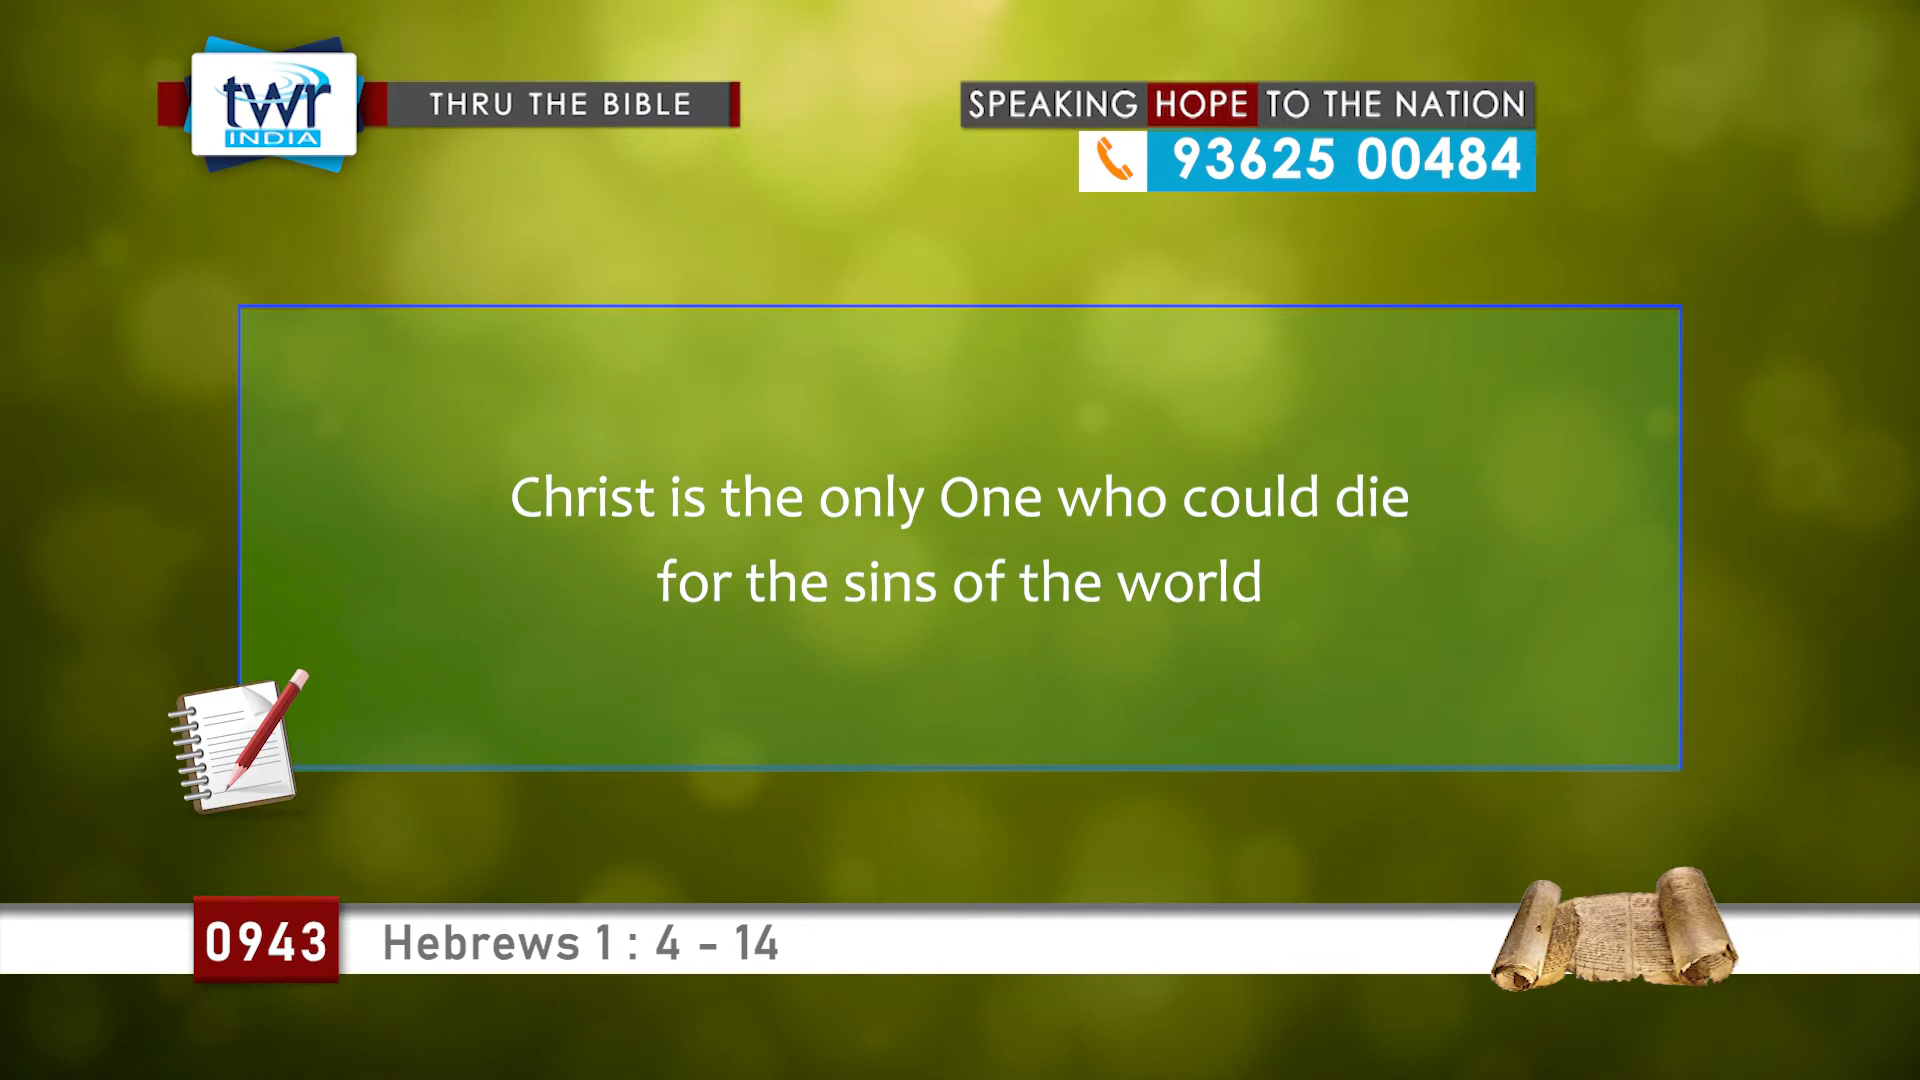 twr
INDIA
THRU THE BIBLE
SPEAKING HOPE TO THE NATION
93625 00484
Christ is the only One who could die
for the sins of the world
0943
Hebrews 1 : 4 - 14